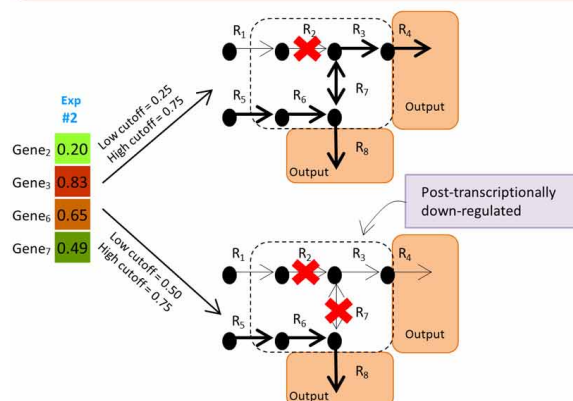 Exp
#2
Gene2 0.20
Gene3 0.83
Gene6 0.65
Gene7 0.49
Low cutoff = 0.25
High cutoff = 0.75
R1
R2
R3
R4
R5
R6
R7
R8
Output
Output
Post-transcriptionally
down-regulated
Low cutoff = 0.50
High cutoff = 0.75
R1
R2
R3
R4
R5
R6
R7
R8
Output
Output